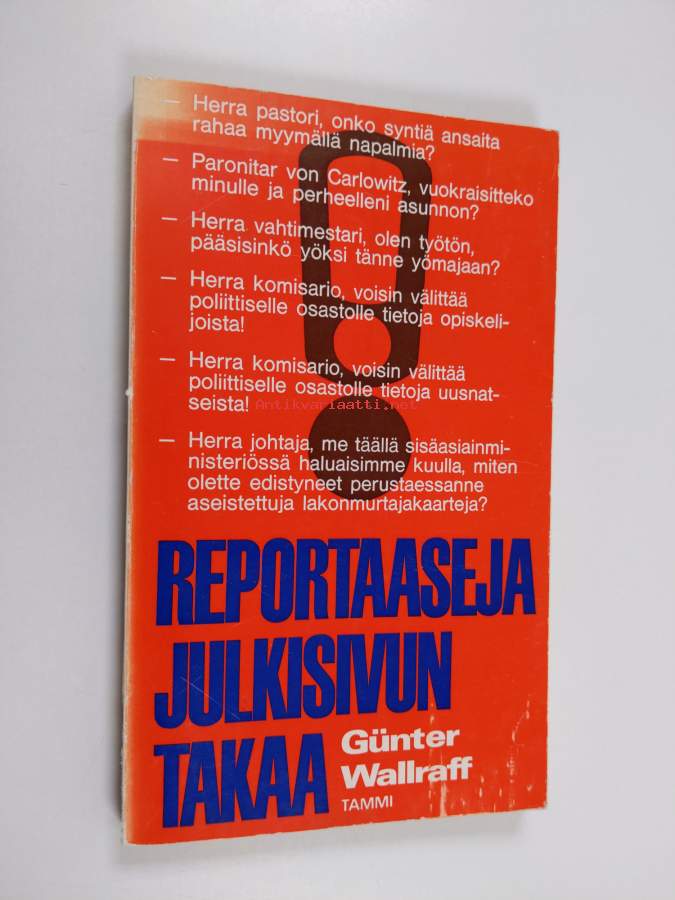 — Herra pastori, onko syntiä ansaita
rahaa myymällä napalmia?
— Paronitar von Carlowitz, vuokraisitteko
minulle ja perheelleni asunnon?
— Herra vahtimestari, olen työtön,
pääsisinkö yöksi tänne yömajaan?
— Herra komisario, voisin välittää
poliittiselle osastolle tietoja opiskeli-
joista!
— Herra komisario, voisin välittää
poliittiselle osastolle tietoja uusnat-
seista!
Antikvariaatti.net
— Herra johtaja, me täällä sisäasiainmi-
nisteriössä haluaisimme kuulla, miten
olette edistyneet perustaessanne
aseistettuja lakonmurtajakaarteja?
REPORTAASEJA
JULKISIVUN
TAKAA
Günter
Wallraff
TAMMI